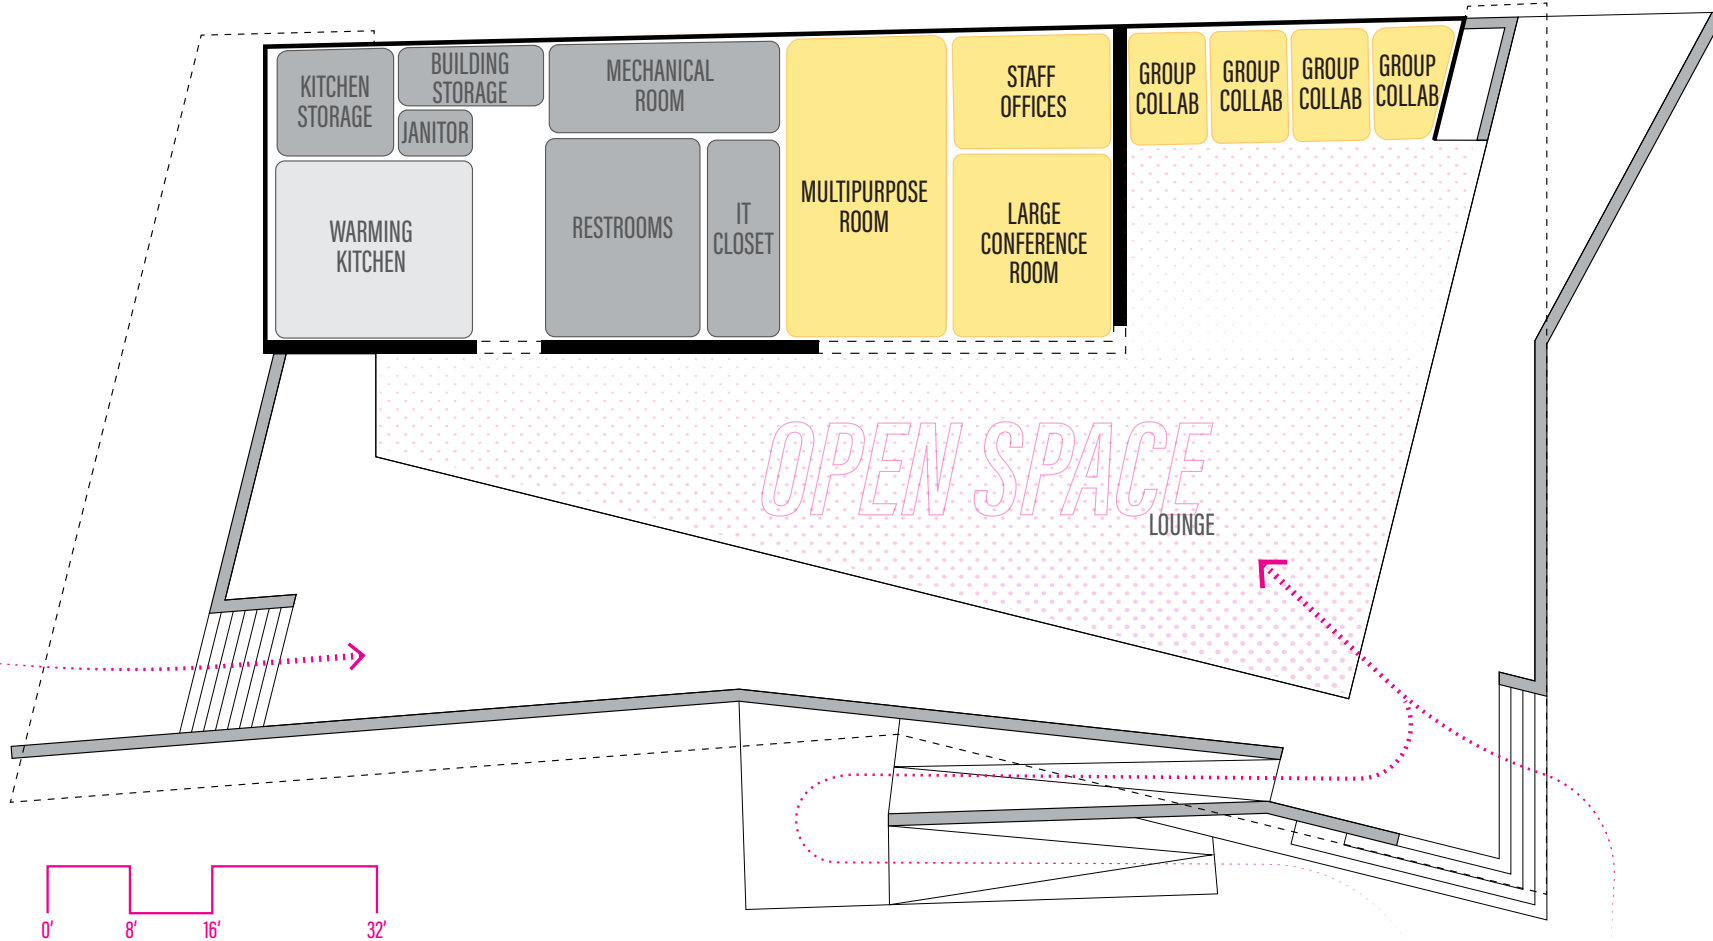 KITCHEN
STORAGE
BUILDING
STORAGE
JANITOR
WARMING
KITCHEN
MECHANICAL
ROOM
RESTROOMS
IT
CLOSET
MULTIPURPOSE
ROOM
STAFF
OFFICES
LARGE
CONFERENCE
ROOM
GROUP
COLLAB
GROUP
COLLAB
GROUP
COLLAB
GROUP
COLLAB
OPEN SPACE
LOUNGE
0' 8' 16' 32'